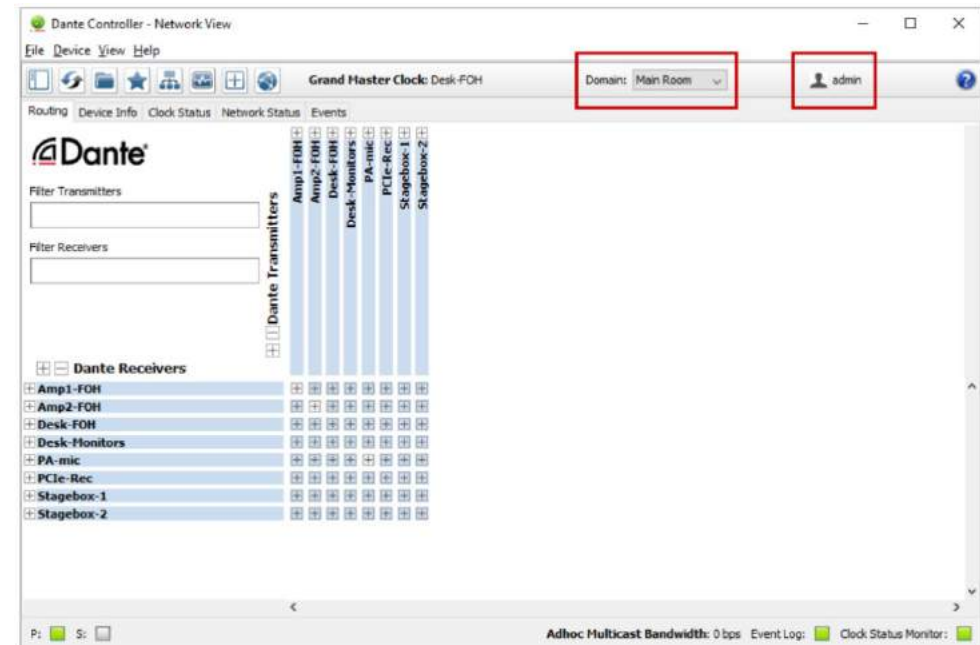 Dante Controller - Network View
File Device View Help
Grand Master Clock: Desk-FOH
Domain: Main Room
admin
?
Routing Device Info Clock Status Network Status Events
Dante®
Filter Transmitters
Filter Receivers
Dante Transmitters
Amp1-FOH
Amp2-FOH
Desk-FOH
Desk-Monitors
PA-mic
PCIe-Rec
Stagebox-1
Stagebox-2
Dante Receivers
Amp1-FOH
Amp2-FOH
Desk-FOH
Desk-Monitors
PA-mic
PCIe-Rec
Stagebox-1
Stagebox-2
P: S: Adhoc Multicast Bandwidth: 0 bps Event Log: Clock Status Monitor: